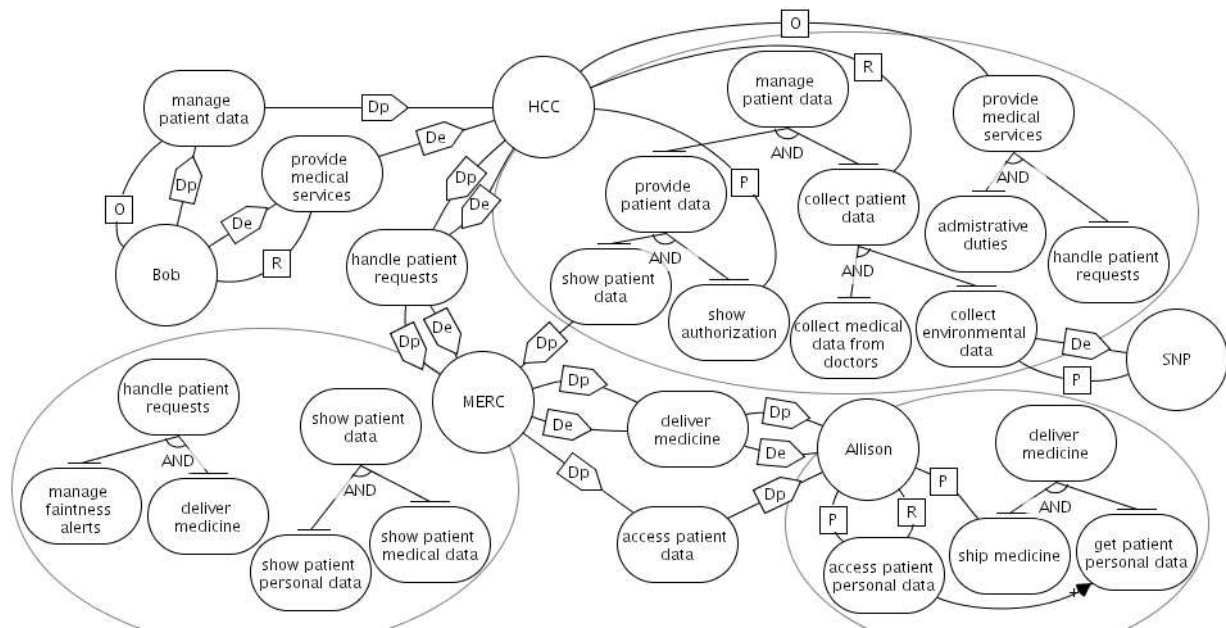 O
R
manage
patient data
Dp
HCC
manage
patient data
provide
medical
services
De
provide
medical
services
AND
AND
Dp
Dp
De
P
provide
patient data
collect patient
data
O
De
R
admistrative
duties
handle patient
requests
Bob
handle patient
requests
AND
AND
show patient
data
show
authorization
collect medical
data from
doctors
collect
environmental
data
De
P
SNP
Dp
De
Dp
handle patient
requests
show patient
data
MERC
Dp
De
deliver
medicine
Dp
De
Allison
deliver
medicine
AND
AND
Dp
Dp
P
AND
manage
faintness
alerts
deliver
medicine
show patient
personal data
show patient
medical data
access patient
data
P
R
access patient
personal data
ship medicine
get patient
personal data
+